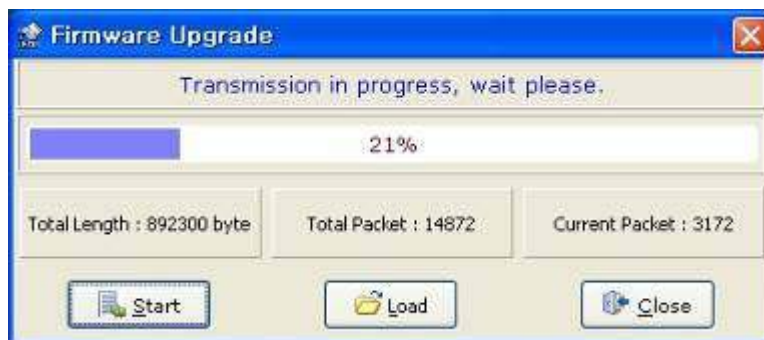 Firmware Upgrade
Transmission in progress, wait please.
21%
Total Length : 892300 byte
Total Packet : 14872
Current Packet : 3172
Start
Load
Close